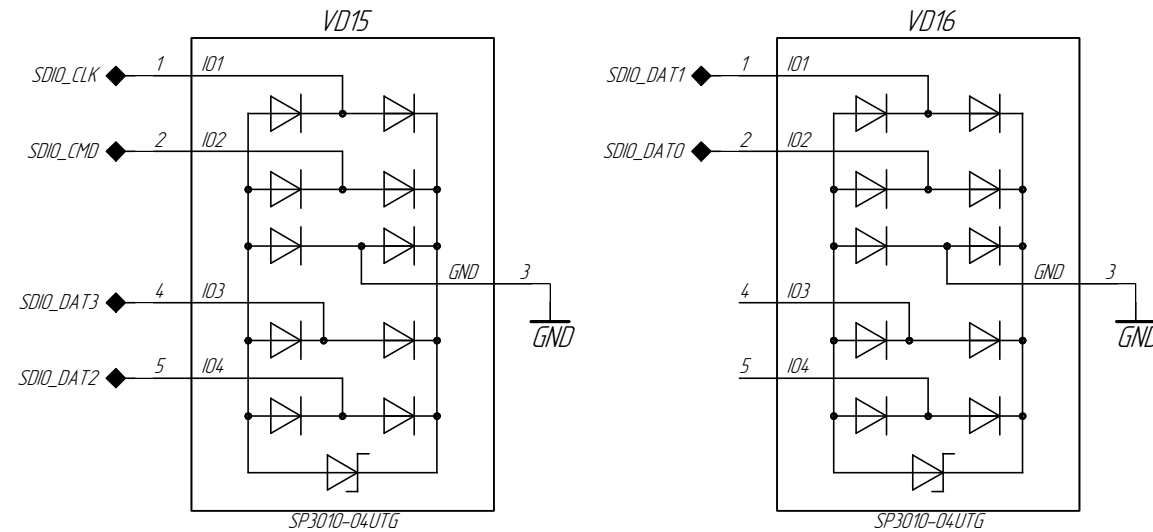 VD15
SDIO_CLK 1 IO1
SDIO_CMD 2 IO2
GND 3
GND
SDIO_DAT3 4 IO3
SDIO_DAT2 5 IO4
SP3010-04UTG
VD16
SDIO_DAT1 1 IO1
SDIO_DAT0 2 IO2
GND 3
GND
4 IO3
5 IO4
SP3010-04UTG